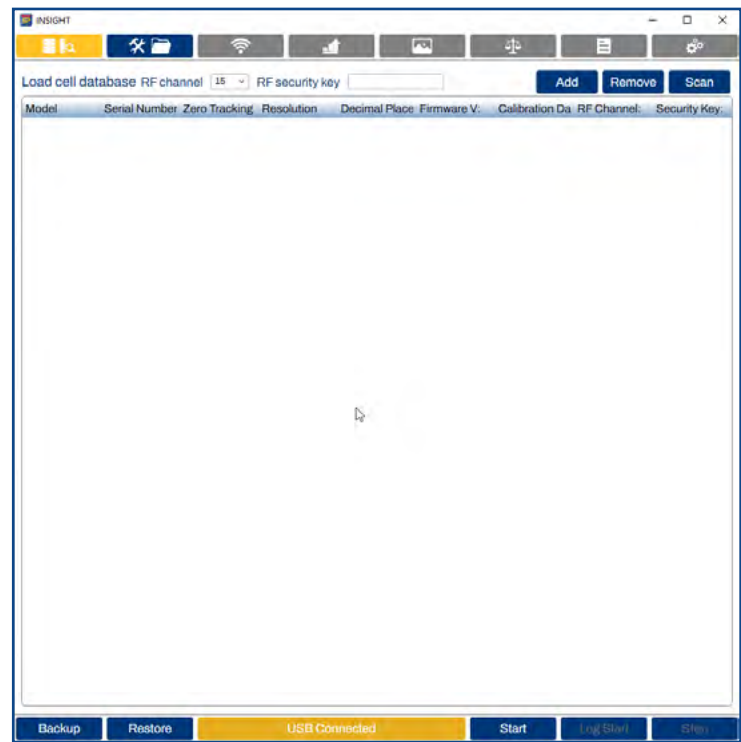 INSIGHT
Load cell database RF channel 15 RF security key Add Remove Scan
Model Serial Number Zero Tracking Resolution Decimal Place Firmware V: Calibration Da RF Channel: Security Key:
Backup Restore USB Connected Start Log Start Stop